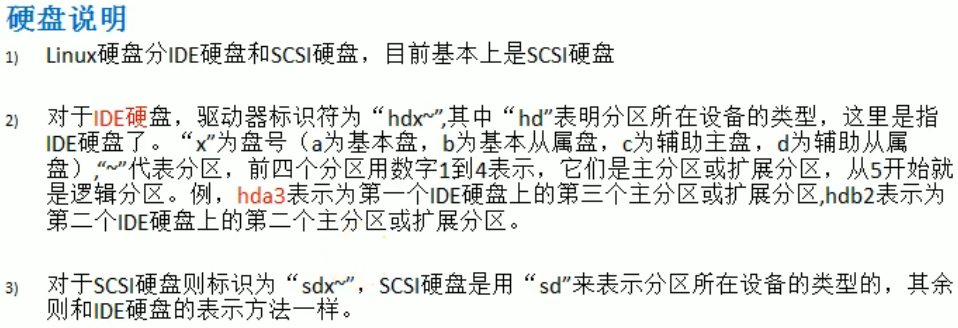 硬盘说明
1) Linux硬盘分IDE硬盘和SCSI硬盘，目前基本上是SCSI硬盘
2) 对于IDE硬盘，驱动器标识符为“hdx~”,其中“hd”表明分区所在设备的类型，这里是指
IDE硬盘了。“x”为盘号（a为基本盘，b为基本从属盘，c为辅助主盘，d为辅助从属
盘）,“~”代表分区，前四个分区用数字1到4表示，它们是主分区或扩展分区，从5开始就
是逻辑分区。例，hda3表示为第一个IDE硬盘上的第三个主分区或扩展分区,hdb2表示为
第二个IDE硬盘上的第二个主分区或扩展分区。
3) 对于SCSI硬盘则标识为“sdx~”，SCSI硬盘是用“sd”来表示分区所在设备的类型的，其余
则和IDE硬盘的表示方法一样。